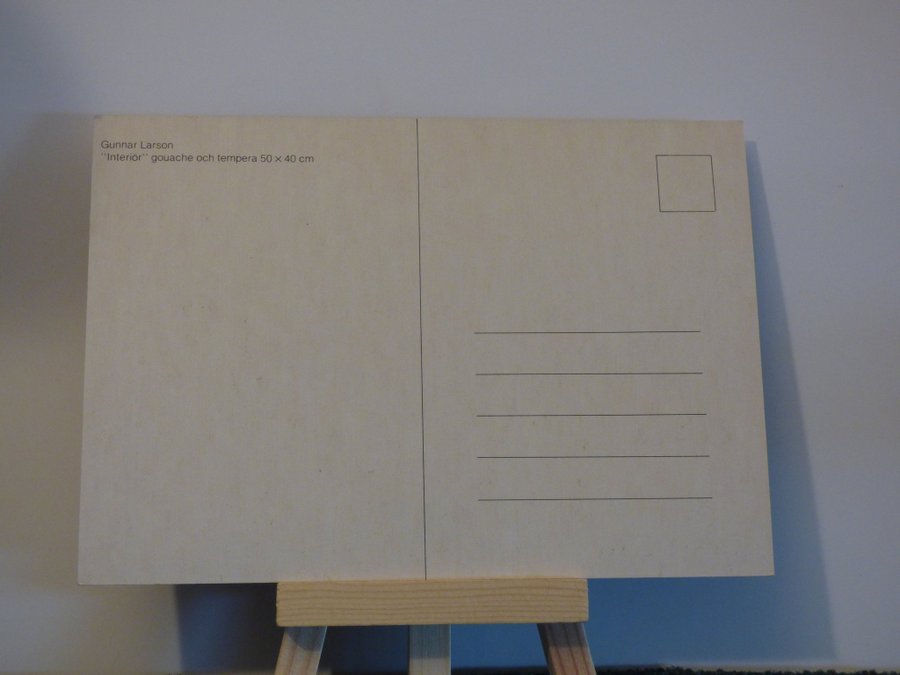 Gunnar Larson
''Interiör'' gouache och tempera 50 × 40 cm